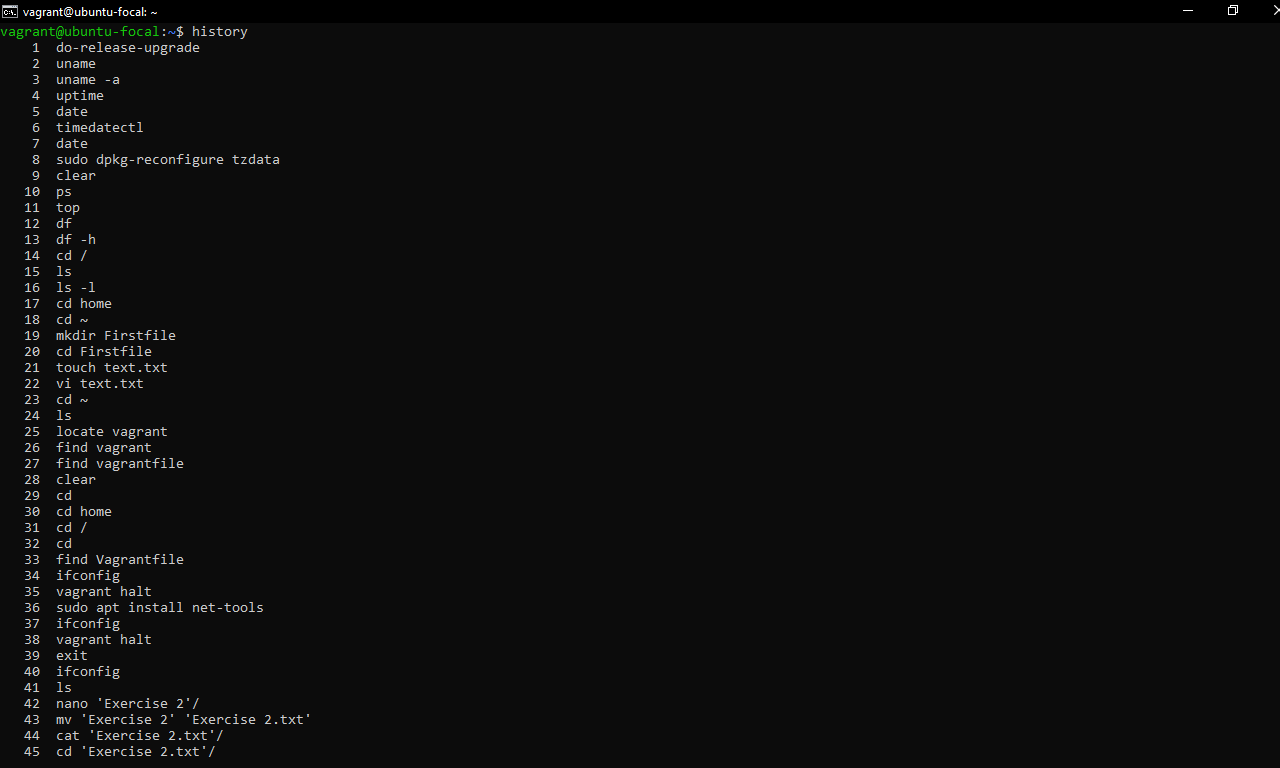 vagrant@ubuntu-focal: ~
vagrant@ubuntu-focal:~$ history
1 do-release-upgrade
2 uname
3 uname -a
4 uptime
5 date
6 timedatectl
7 date
8 sudo dpkg-reconfigure tzdata
9 clear
10 ps
11 top
12 df
13 df -h
14 cd /
15 ls
16 ls -l
17 cd home
18 cd ~
19 mkdir Firstfile
20 cd Firstfile
21 touch text.txt
22 vi text.txt
23 cd ~
24 ls
25 locate vagrant
26 find vagrant
27 find vagrantfile
28 clear
29 cd
30 cd home
31 cd /
32 cd
33 find Vagrantfile
34 ifconfig
35 vagrant halt
36 sudo apt install net-tools
37 ifconfig
38 vagrant halt
39 exit
40 ifconfig
41 ls
42 nano 'Exercise 2'/
43 mv 'Exercise 2' 'Exercise 2.txt'
44 cat 'Exercise 2.txt'/
45 cd 'Exercise 2.txt'/